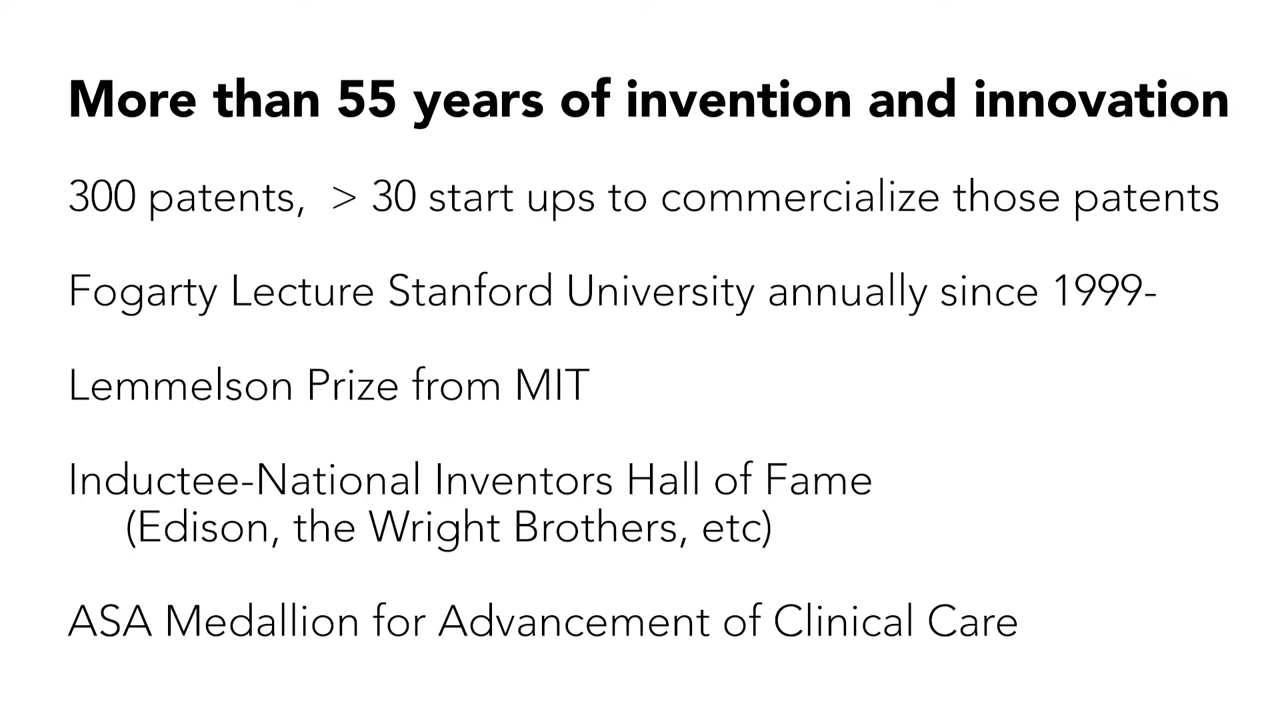 More than 55 years of invention and innovation
300 patents,  > 30 start ups to commercialize those patents
Fogarty Lecture Stanford University annually since 1999-
Lemmelson Prize from MIT
Inductee-National Inventors Hall of Fame
(Edison, the Wright Brothers, etc)
ASA Medallion for Advancement of Clinical Care